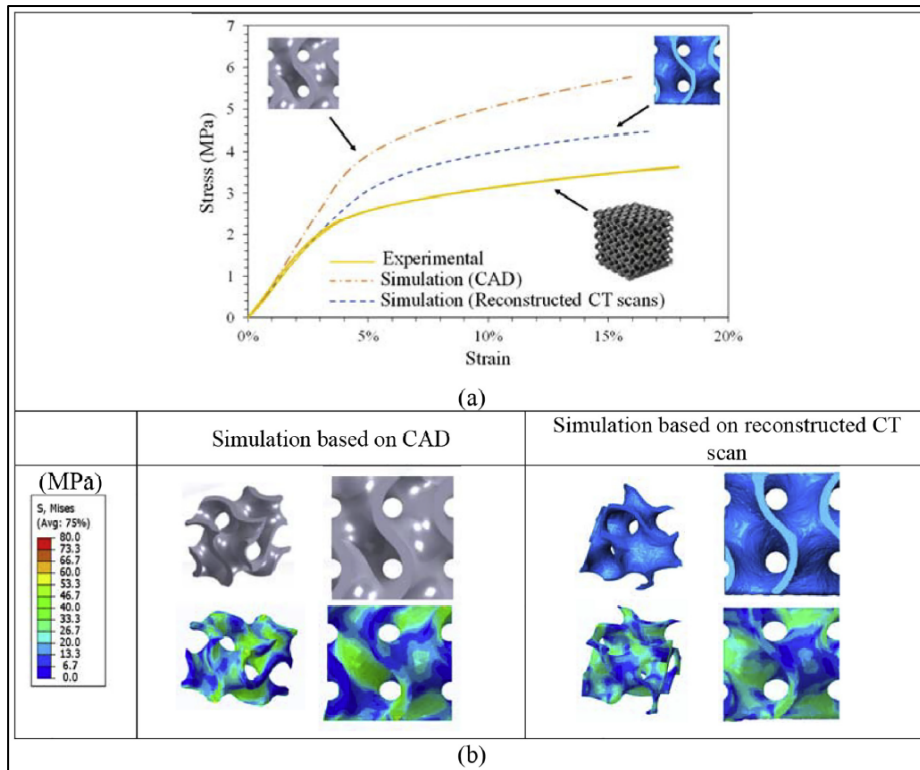 7
6
5
4
3
2
1
0
Stress (MPa)
Experimental
Simulation (CAD)
Simulation (Reconstructed CT scans)
0% 5% 10% 15% 20%
Strain
(a)
Simulation based on CAD
Simulation based on reconstructed CT
scan
(MPa)
S, Mises
(Avg: 75%)
80.0
73.3
66.7
60.0
53.3
46.7
40.0
33.3
26.7
20.0
13.3
6.7
0.0
(b)